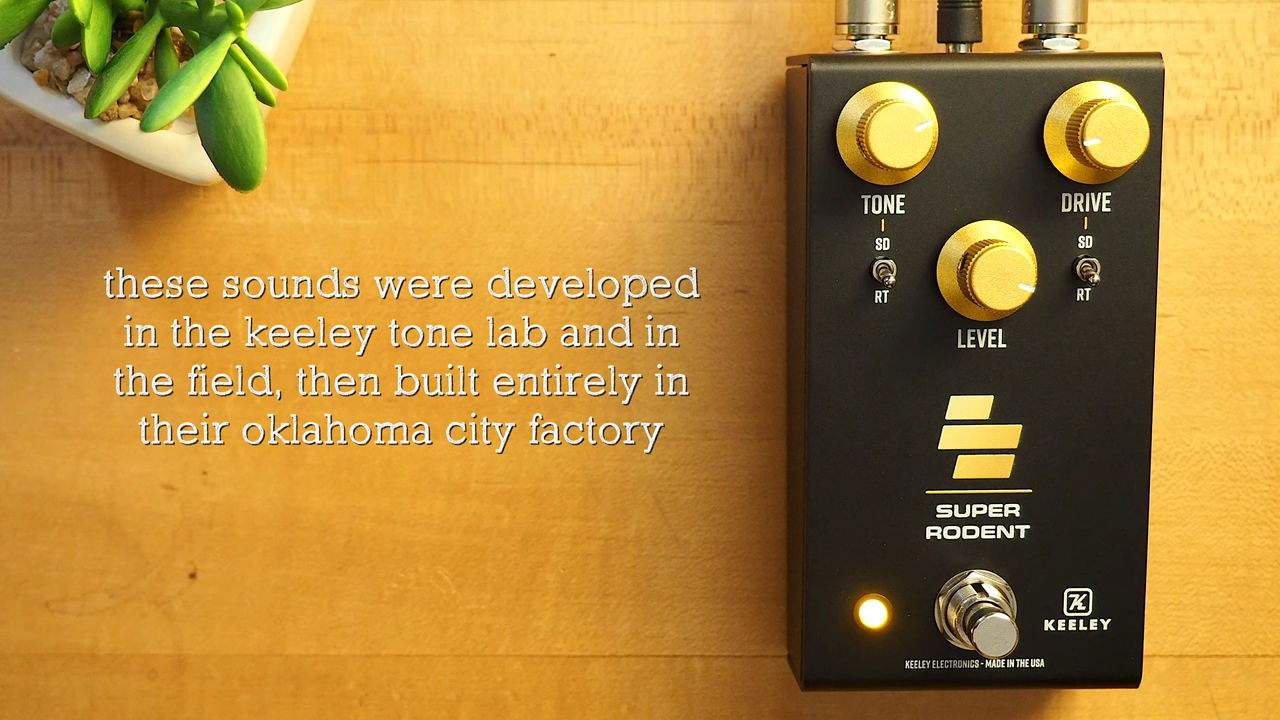 these sounds were developed
in the keeley tone lab and in
the field, then built entirely in
their oklahoma city factory
TONE
DRIVE
SD
SD
RT
RT
LEVEL
SUPER
RODENT
KEELEY
KEELEY ELECTRONICS - MADE IN THE USA